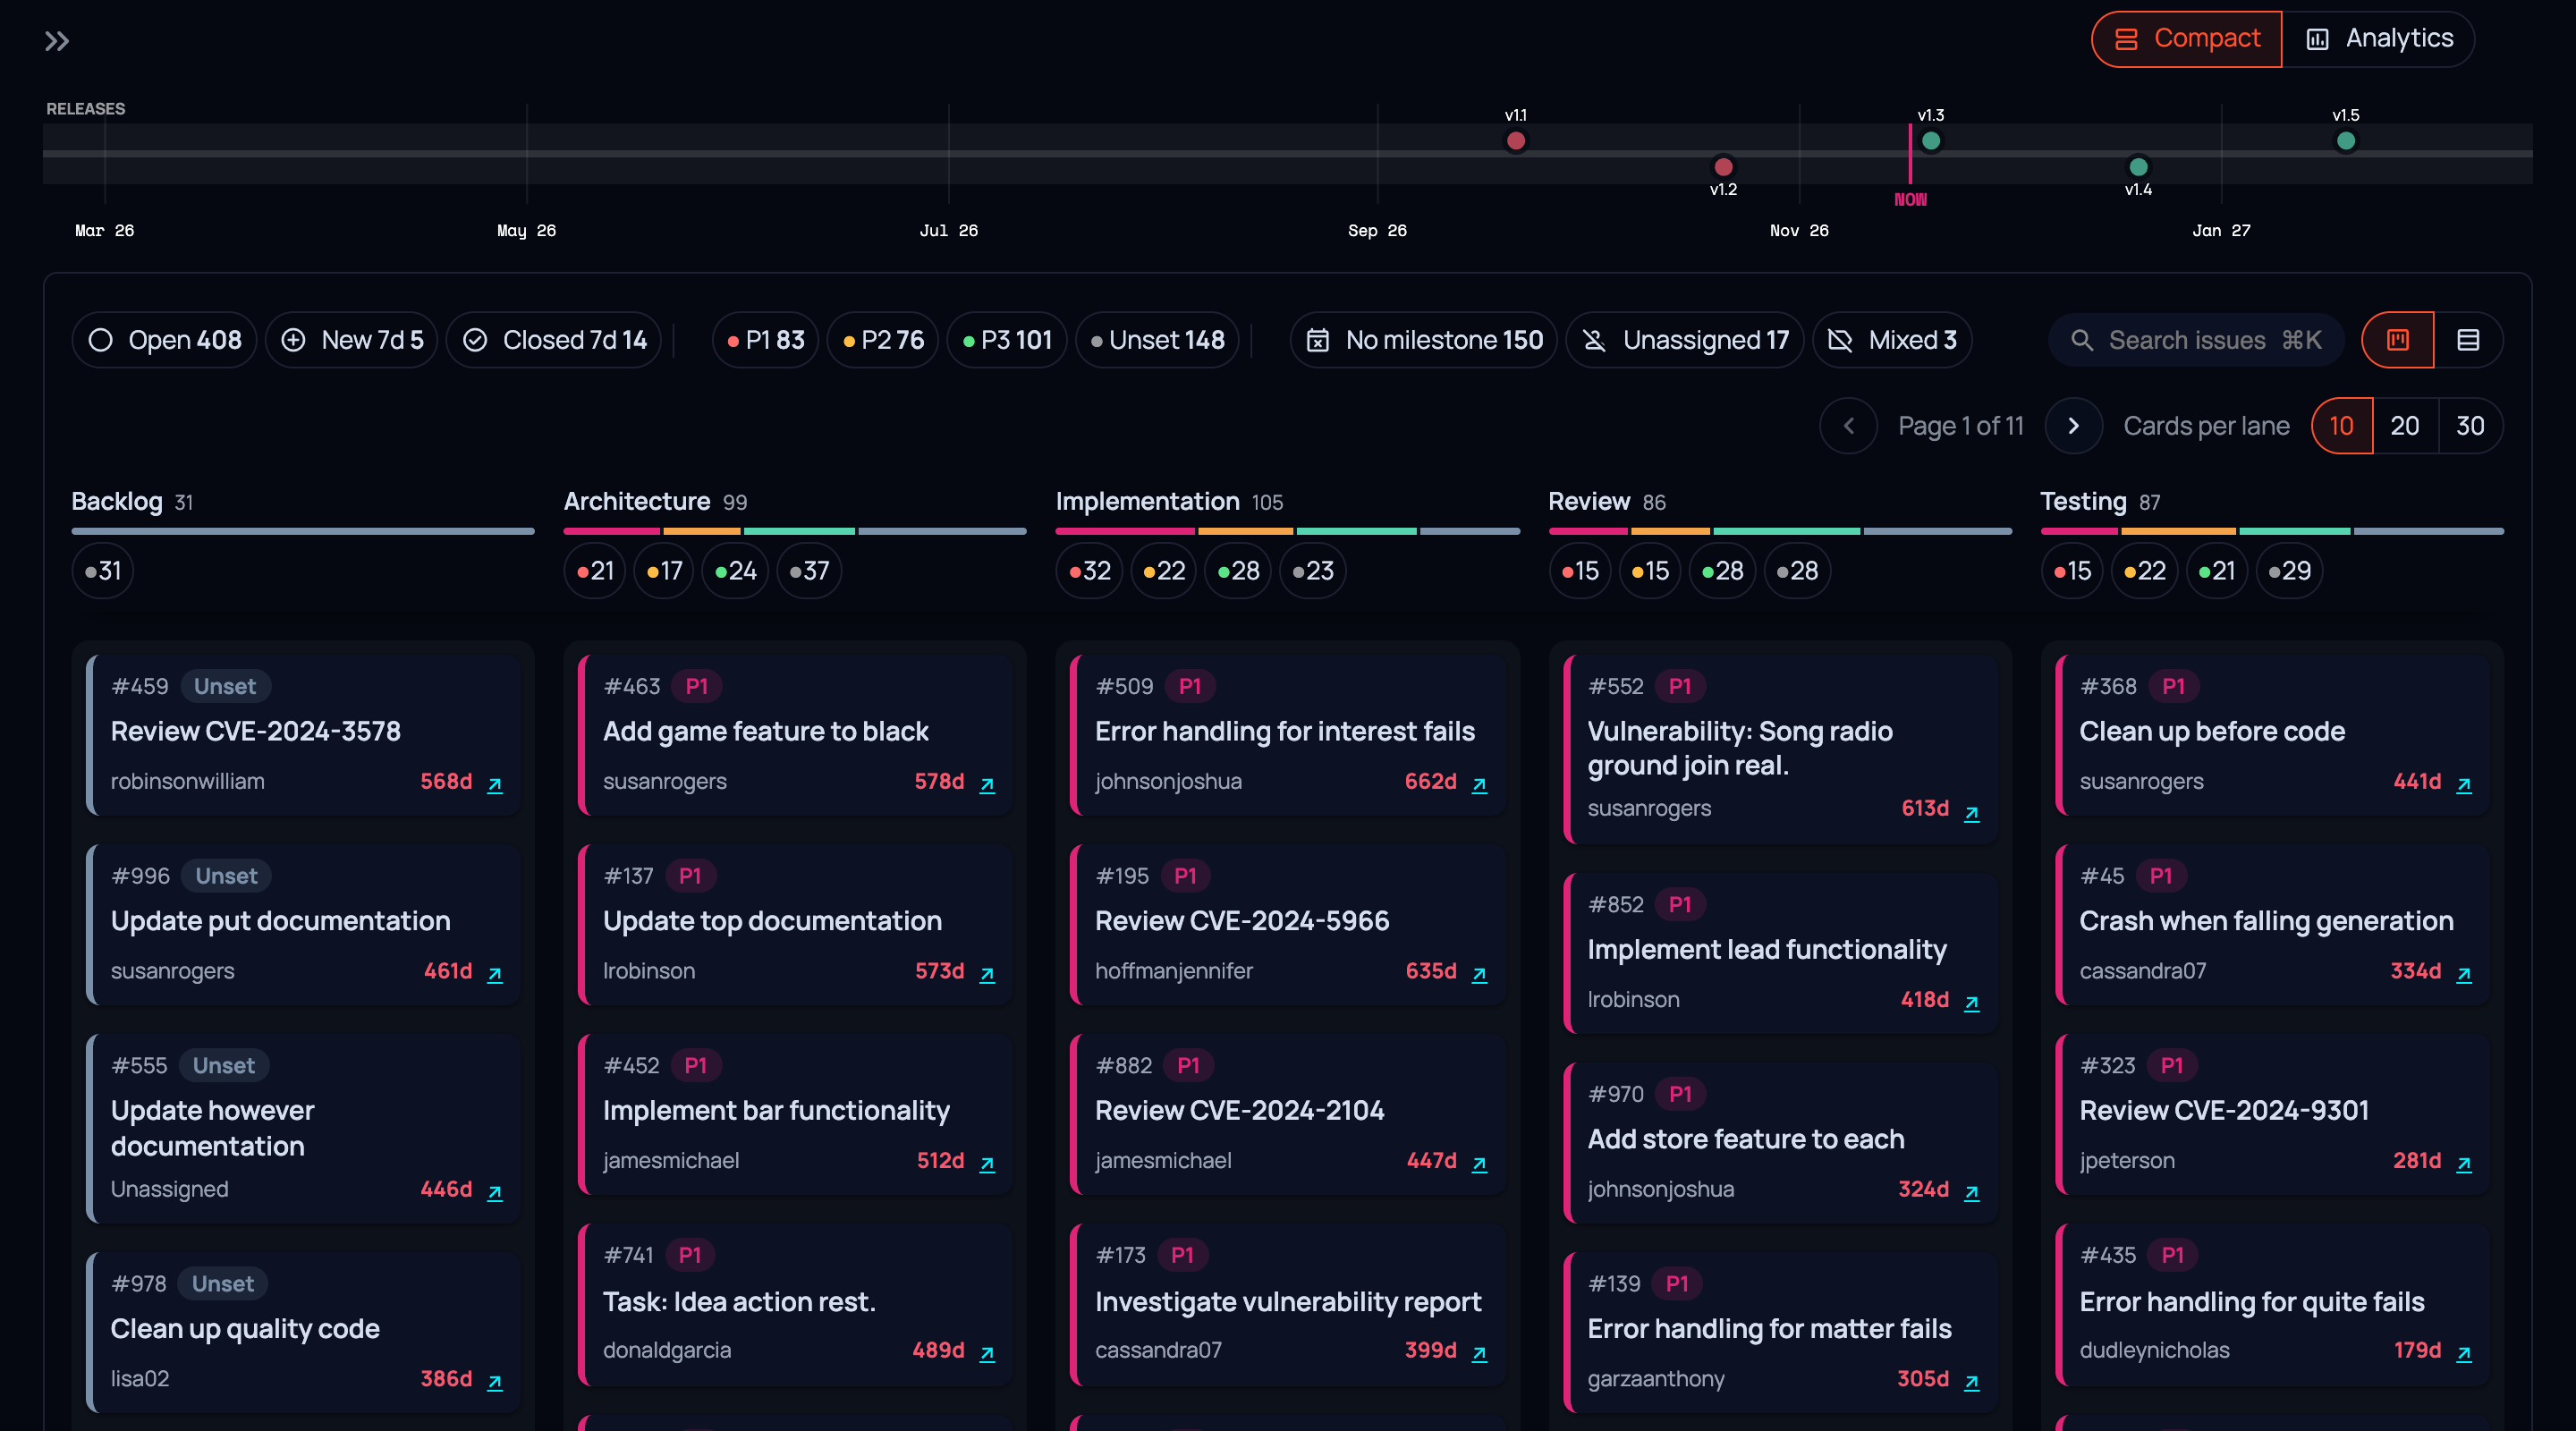 Compact Analytics
RELEASES
v1.1 v1.3 v1.5
v1.2 v1.4
NOW
Mar 26 May 26 Jul 26 Sep 26 Nov 26 Jan 27
Open 408 New 7d 5 Closed 7d 14 P1 83 P2 76 P3 101 Unset 148 No milestone 150 Unassigned 17 Mixed 3 Search issues ⌘K
Page 1 of 11 Cards per lane 10 20 30
Backlog 31
31
#459 Unset
Review CVE-2024-3578
robinsonwilliam 568d
#996 Unset
Update put documentation
susanrogers 461d
#555 Unset
Update however
documentation
Unassigned 446d
#978 Unset
Clean up quality code
lisa02 386d
Architecture 99
21 17 24 37
#463 P1
Add game feature to black
susanrogers 578d
#137 P1
Update top documentation
lrobinson 573d
#452 P1
Implement bar functionality
jamesmichael 512d
#741 P1
Task: Idea action rest.
donaldgarcia 489d
Implementation 105
32 22 28 23
#509 P1
Error handling for interest fails
johnsonjoshua 662d
#195 P1
Review CVE-2024-5966
hoffmanjennifer 635d
#882 P1
Review CVE-2024-2104
jamesmichael 447d
#173 P1
Investigate vulnerability report
cassandra07 399d
Review 86
15 15 28 28
#552 P1
Vulnerability: Song radio
ground join real.
susanrogers 613d
#852 P1
Implement lead functionality
lrobinson 418d
#970 P1
Add store feature to each
johnsonjoshua 324d
#139 P1
Error handling for matter fails
garzaanthony 305d
Testing 87
15 22 21 29
#368 P1
Clean up before code
susanrogers 441d
#45 P1
Crash when falling generation
cassandra07 334d
#323 P1
Review CVE-2024-9301
jpeterson 281d
#435 P1
Error handling for quite fails
dudleynicholas 179d